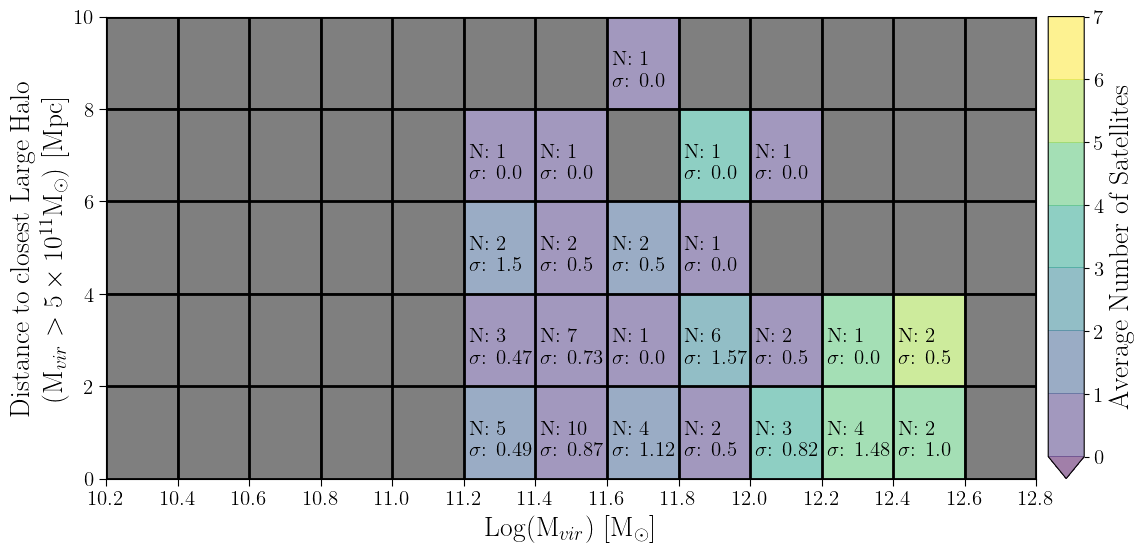 Distance to closest Large Halo
(M_vir > 5 × 10^11 M_⊙) [Mpc]
10
8
6
4
2
0
N: 1
σ: 0.0
N: 1
σ: 0.0
N: 1
σ: 0.0
N: 1
σ: 0.0
N: 1
σ: 0.0
N: 2
σ: 1.5
N: 2
σ: 0.5
N: 2
σ: 0.5
N: 1
σ: 0.0
N: 3
σ: 0.47
N: 7
σ: 0.73
N: 1
σ: 0.0
N: 6
σ: 1.57
N: 2
σ: 0.5
N: 1
σ: 0.0
N: 2
σ: 0.5
N: 5
σ: 0.49
N: 10
σ: 0.87
N: 4
σ: 1.12
N: 2
σ: 0.5
N: 3
σ: 0.82
N: 4
σ: 1.48
N: 2
σ: 1.0
10.2 10.4 10.6 10.8 11.0 11.2 11.4 11.6 11.8 12.0 12.2 12.4 12.6 12.8
Log(M_vir) [M_⊙]
7
6
5
4
3
2
1
0
Average Number of Satellites